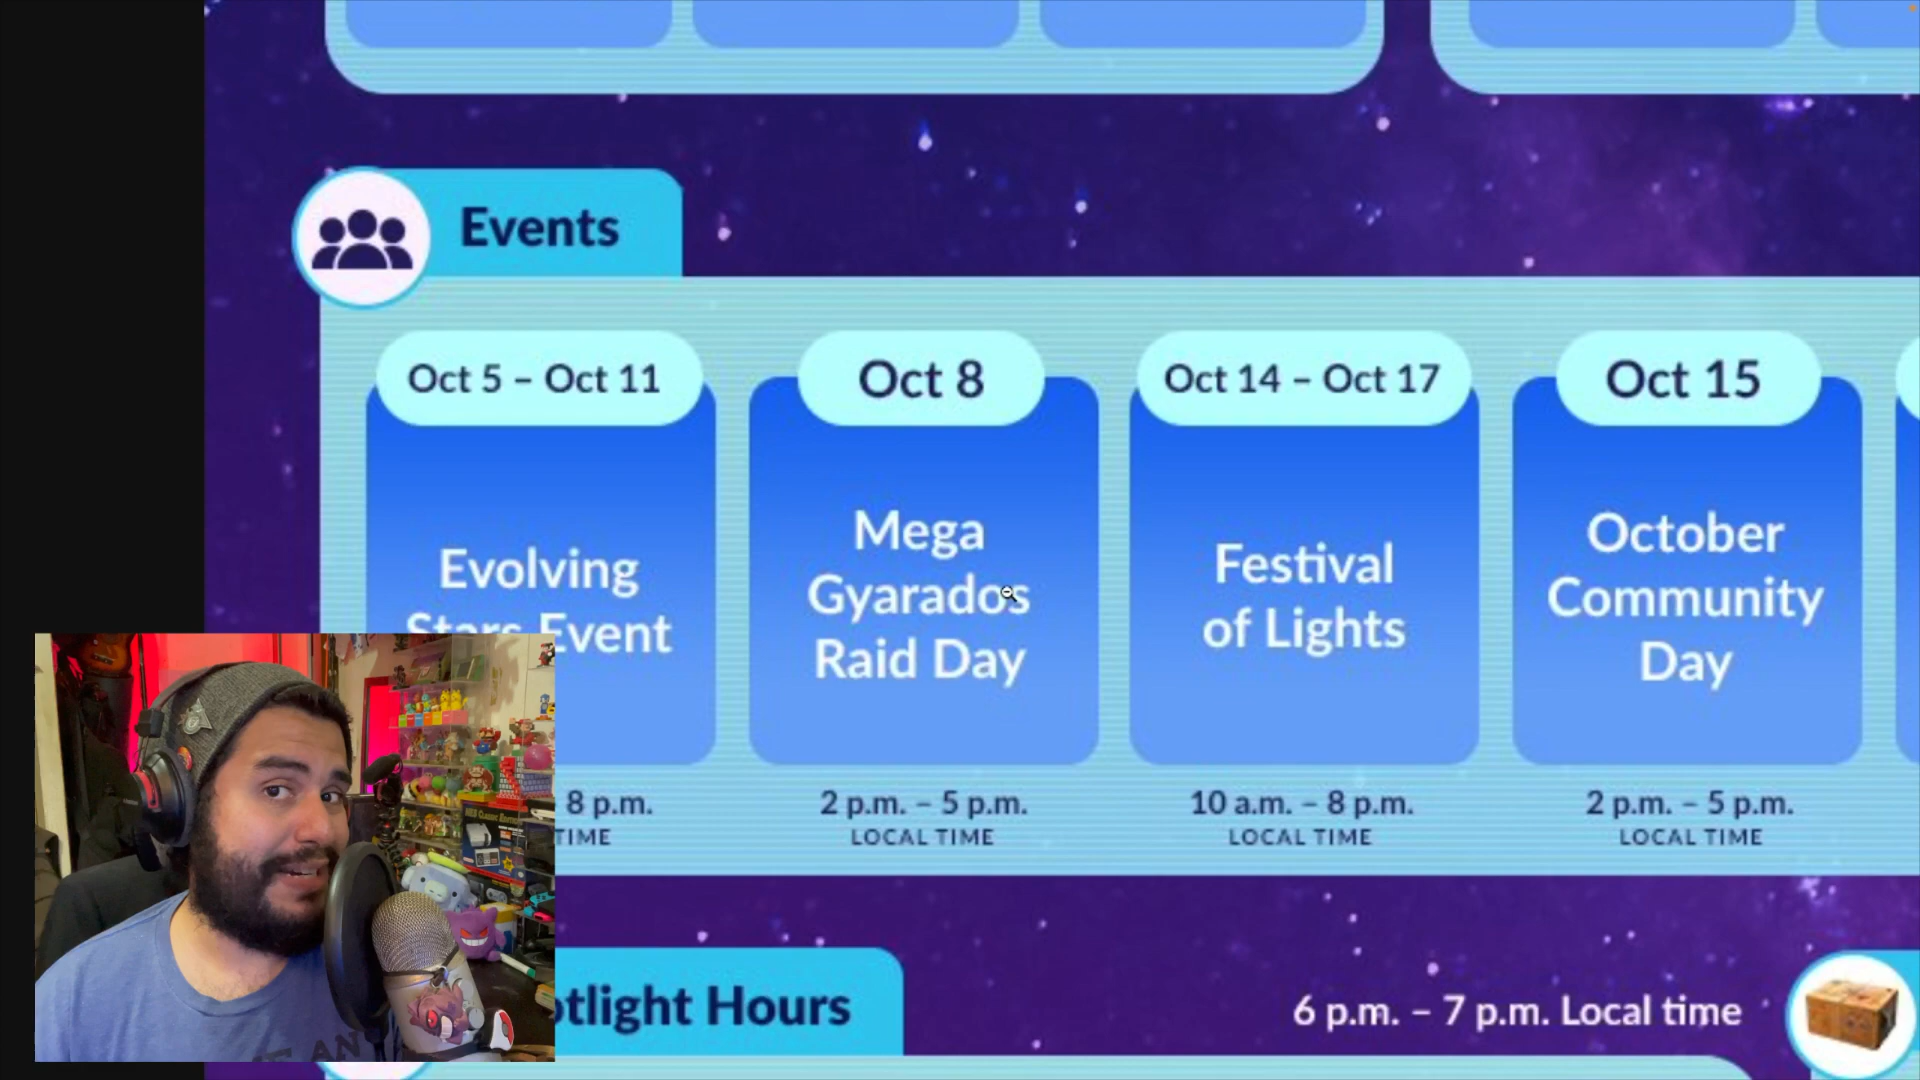 Events
Oct 5 – Oct 11
Oct 8
Oct 14 – Oct 17
Oct 15
Evolving
Stars Event
Mega
Gyarados
Raid Day
Festival
of Lights
October
Community
Day
8 p.m.
TIME
2 p.m. – 5 p.m.
LOCAL TIME
10 a.m. – 8 p.m.
LOCAL TIME
2 p.m. – 5 p.m.
LOCAL TIME
otlight Hours
6 p.m. – 7 p.m. Local time